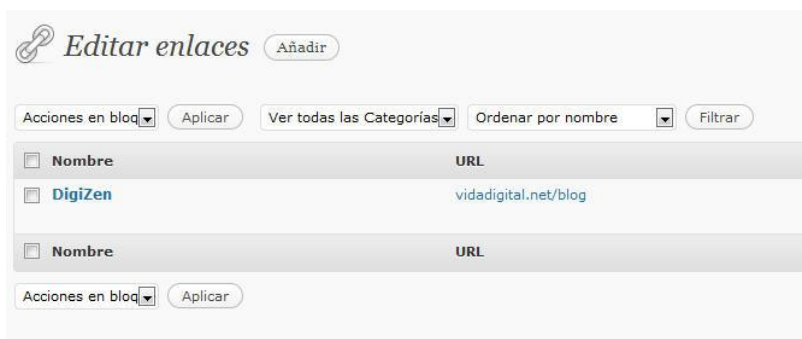 Editar enlaces Añadir
Acciones en bloq Aplicar Ver todas las Categorías Ordenar por nombre Filtrar
Nombre URL
DigiZen vidadigital.net/blog
Nombre URL
Acciones en bloq Aplicar